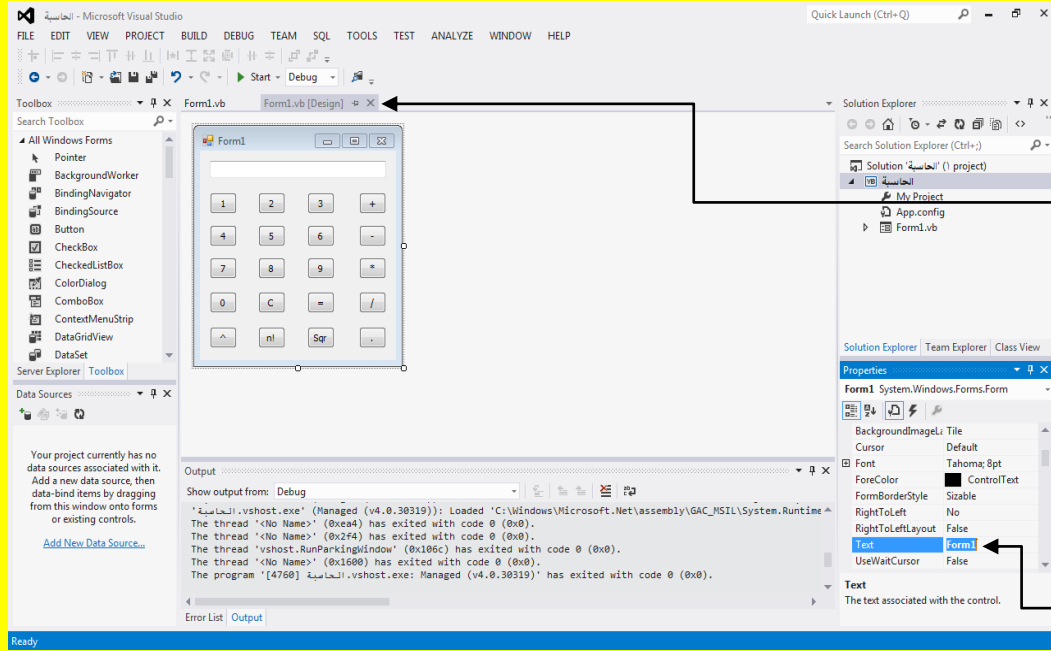 الحاسبة - Microsoft Visual Studio
Quick Launch (Ctrl+Q)
FILE EDIT VIEW PROJECT BUILD DEBUG TEAM SQL TOOLS TEST ANALYZE WINDOW HELP
Start - Debug
Toolbox
Search Toolbox
All Windows Forms
Pointer
BackgroundWorker
BindingNavigator
BindingSource
Button
CheckBox
CheckedListBox
ColorDialog
ComboBox
ContextMenuStrip
DataGridView
DataSet
Server Explorer Toolbox
Data Sources
Your project currently has no
data sources associated with it.
Add a new data source, then
data-bind items by dragging
from this window onto forms
or existing controls.
Add New Data Source...
Form1.vb Form1.vb [Design]
Form1
1 2 3 +
4 5 6 -
7 8 9 *
0 C = /
^ n! Sqr .
Output
Show output from: Debug
'الحاسبة.vshost.exe' (Managed (v4.0.30319)): Loaded 'C:\Windows\Microsoft.Net\assembly\GAC_MSIL\System.Runtime
The thread '<No Name>' (0xea4) has exited with code 0 (0x0).
The thread '<No Name>' (0x2f4) has exited with code 0 (0x0).
The thread 'vshost.RunParkingWindow' (0x106c) has exited with code 0 (0x0).
The thread '<No Name>' (0x1600) has exited with code 0 (0x0).
The program '[4760] الحاسبة.vshost.exe: Managed (v4.0.30319)' has exited with code 0 (0x0).
Error List Output
Solution Explorer
Search Solution Explorer (Ctrl+;)
Solution 'الحاسبة' (١ project)
VB الحاسبة
My Project
App.config
Form1.vb
Solution Explorer Team Explorer Class View
Properties
Form1 System.Windows.Forms.Form
BackgroundImageLa Tile
Cursor Default
Font Tahoma; 8pt
ForeColor ControlText
FormBorderStyle Sizable
RightToLeft No
RightToLeftLayout False
Text Form1
UseWaitCursor False
Text
The text associated with the control.
Ready